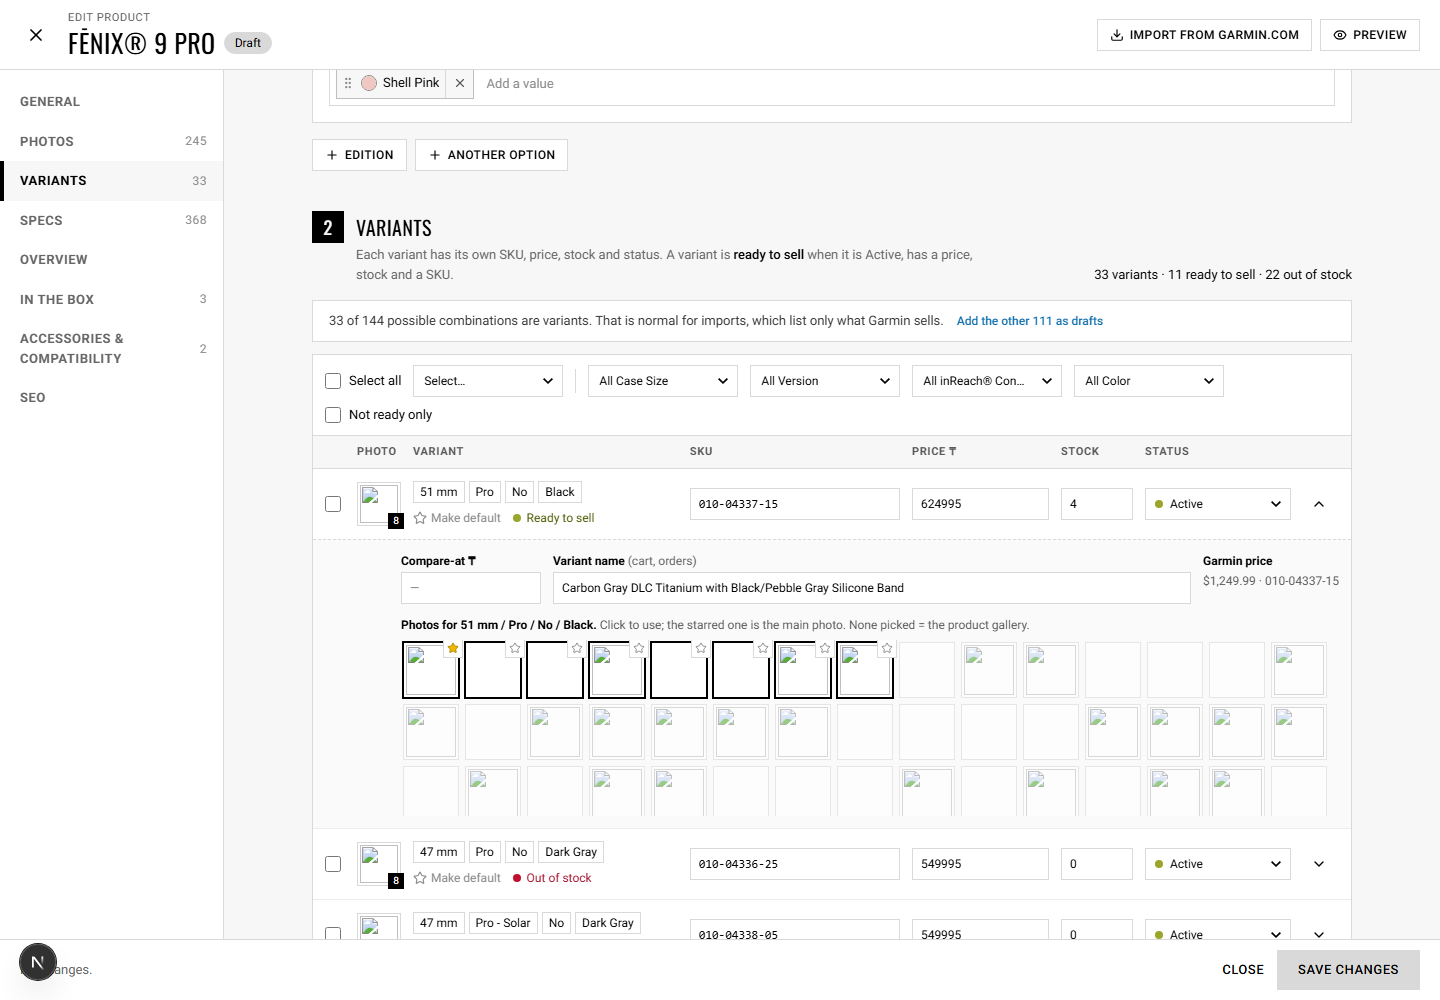 EDIT PRODUCT
FĒNIX® 9 PRO
Draft
IMPORT FROM GARMIN.COM
PREVIEW
GENERAL
PHOTOS 245
VARIANTS 33
SPECS 368
OVERVIEW
IN THE BOX 3
ACCESSORIES &
COMPATIBILITY 2
SEO
Shell Pink
Add a value
EDITION
ANOTHER OPTION
2 VARIANTS
Each variant has its own SKU, price, stock and status. A variant is ready to sell when it is Active, has a price,
stock and a SKU.
33 variants · 11 ready to sell · 22 out of stock
33 of 144 possible combinations are variants. That is normal for imports, which list only what Garmin sells. Add the other 111 as drafts
Select all Select... All Case Size All Version All inReach® Con... All Color
Not ready only
PHOTO VARIANT SKU PRICE ₸ STOCK STATUS
51 mm Pro No Black
8
Make default Ready to sell
010-04337-15 624995 4 Active
Compare-at ₸ Variant name (cart, orders) Garmin price
— Carbon Gray DLC Titanium with Black/Pebble Gray Silicone Band $1,249.99 · 010-04337-15
Photos for 51 mm / Pro / No / Black. Click to use; the starred one is the main photo. None picked = the product gallery.
47 mm Pro No Dark Gray
8
Make default Out of stock
010-04336-25 549995 0 Active
47 mm Pro - Solar No Dark Gray
010-04338-05 549995 0 Active
N
anges.
CLOSE
SAVE CHANGES